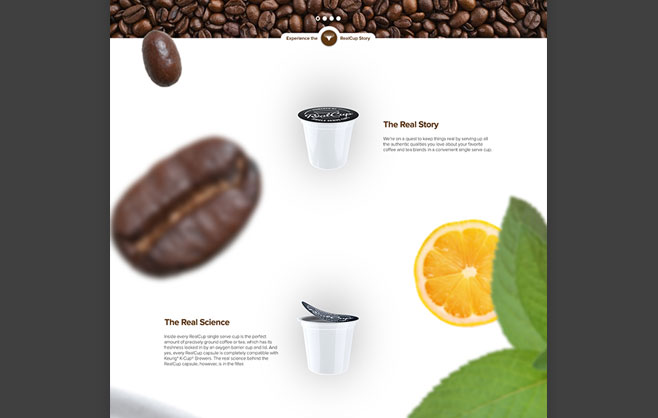 Experience the RealCup Story
RealCup
The Real Story
We're on a quest to keep things real by serving up all
the authentic qualities you love about your favorite
coffee and tea blends in a convenient single serve cup.
The Real Science
Inside every RealCup single serve cup is the perfect
amount of precisely ground coffee or tea, which has its
freshness locked in by an oxygen barrier cup and lid. And
yes, every RealCup capsule is completely compatible with
Keurig® K-Cup® Brewers. The real science behind the
RealCup capsule, however, is in the filter.